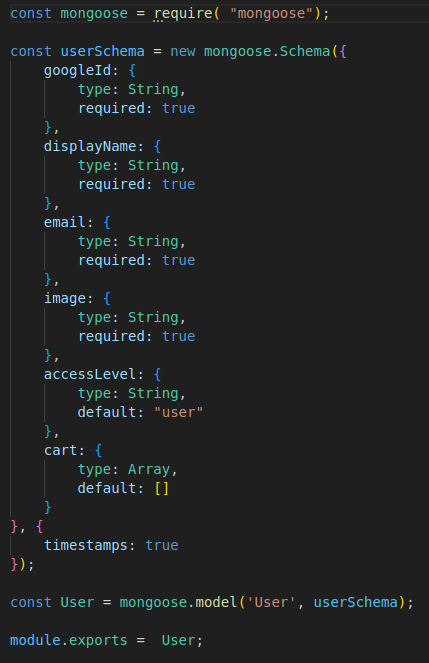 const mongoose = require( "mongoose");
const userSchema = new mongoose.Schema({
    googleId: {
        type: String,
        required: true
    },
    displayName: {
        type: String,
        required: true
    },
    email: {
        type: String,
        required: true
    },
    image: {
        type: String,
        required: true
    },
    accessLevel: {
        type: String,
        default: "user"
    },
    cart: {
        type: Array,
        default: []
    }
}, {
    timestamps: true
});
const User = mongoose.model('User', userSchema);
module.exports =  User;